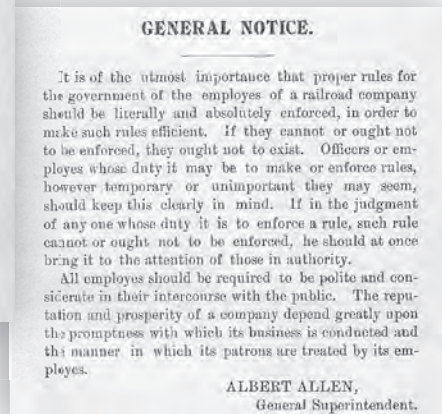 GENERAL NOTICE.
It is of the utmost importance that proper rules for
the government of the employes of a railroad company
should be literally and absolutely enforced, in order to
make such rules efficient. If they cannot or ought not
to be enforced, they ought not to exist. Officers or em-
ployes whose duty it may be to make or enforce rules,
however temporary or unimportant they may seem,
should keep this clearly in mind. If in the judgment
of any one whose duty it is to enforce a rule, such rule
cannot or ought not to be enforced, he should at once
bring it to the attention of those in authority.
All employes should be required to be polite and con-
siderate in their intercourse with the public. The repu-
tation and prosperity of a company depend greatly upon
the promptness with which its business is conducted and
the manner in which its patrons are treated by its em-
ployes.
ALBERT ALLEN,
General Superintendent.